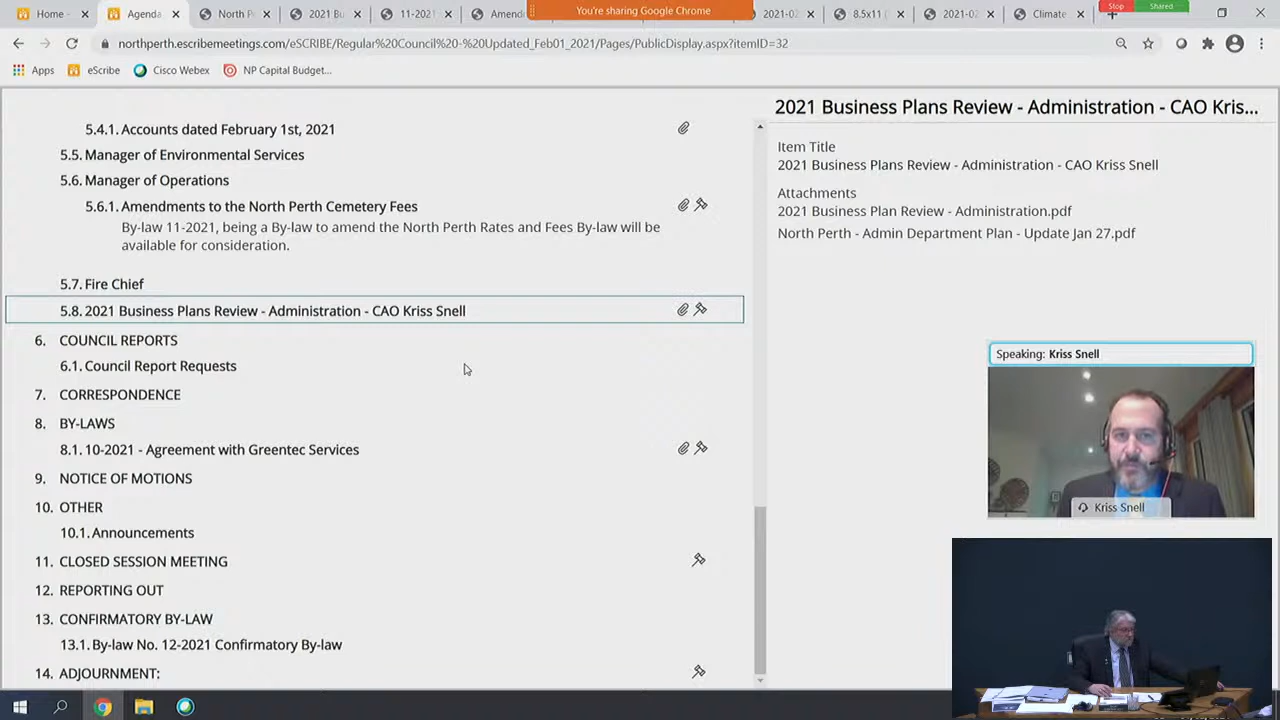 Home
Agenda
North P
2021 Bu
11-2021
Amend
You're sharing Google Chrome
2021-02
8.5x11 (
2021-02
Climate
Stop
Shared
northperth.escribemeetings.com/eSCRIBE/Regular%20Council%20-%20Updated_Feb01_2021/Pages/PublicDisplay.aspx?itemID=32
Apps
eScribe
Cisco Webex
NP Capital Budget...
5.4.1. Accounts dated February 1st, 2021
5.5. Manager of Environmental Services
5.6. Manager of Operations
5.6.1. Amendments to the North Perth Cemetery Fees
By-law 11-2021, being a By-law to amend the North Perth Rates and Fees By-law will be
available for consideration.
5.7. Fire Chief
5.8. 2021 Business Plans Review - Administration - CAO Kriss Snell
6. COUNCIL REPORTS
6.1. Council Report Requests
7. CORRESPONDENCE
8. BY-LAWS
8.1. 10-2021 - Agreement with Greentec Services
9. NOTICE OF MOTIONS
10. OTHER
10.1. Announcements
11. CLOSED SESSION MEETING
12. REPORTING OUT
13. CONFIRMATORY BY-LAW
13.1. By-law No. 12-2021 Confirmatory By-law
14. ADJOURNMENT:
2021 Business Plans Review - Administration - CAO Kris...
Item Title
2021 Business Plans Review - Administration - CAO Kriss Snell
Attachments
2021 Business Plan Review - Administration.pdf
North Perth - Admin Department Plan - Update Jan 27.pdf
Speaking: Kriss Snell
Kriss Snell